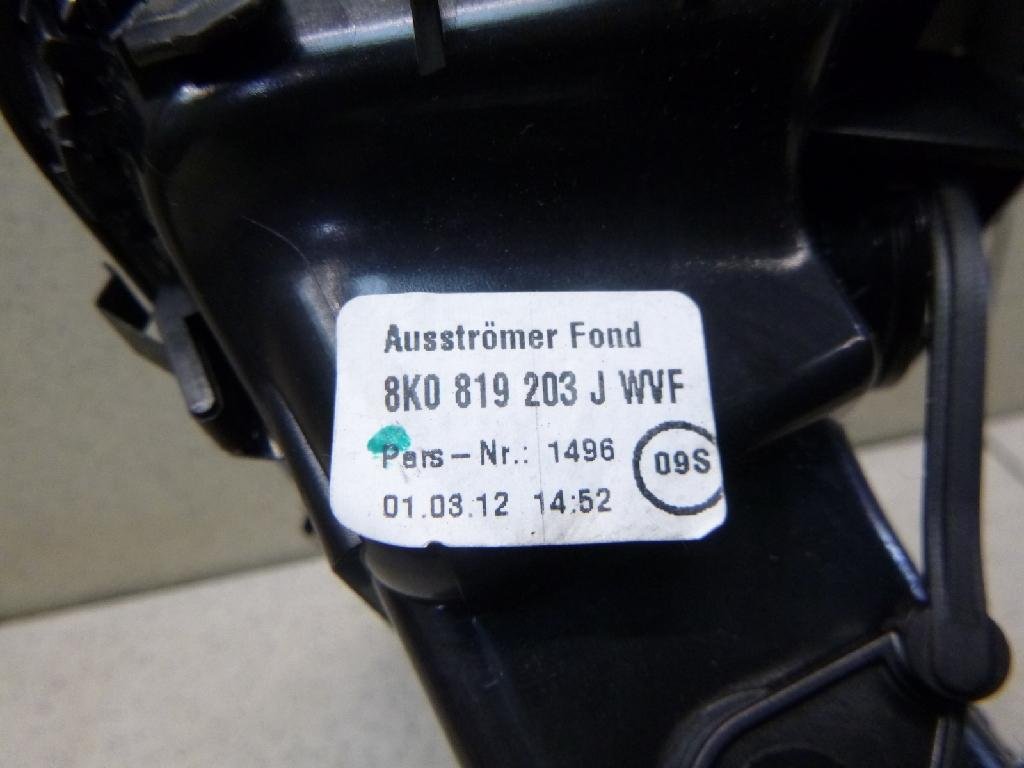 Ausströmer Fond
8K0 819 203 J WVF
Pers-Nr.: 1496
09S
01.03.12 14:52